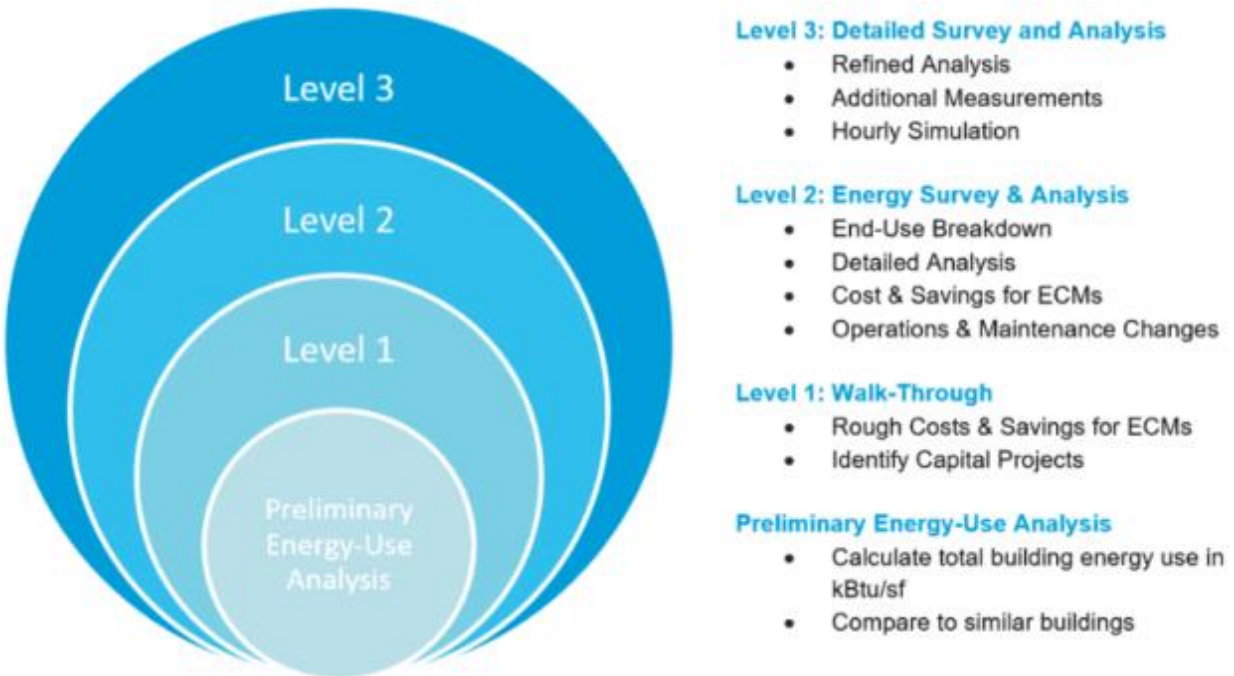 Level 3
Level 2
Level 1
Preliminary
Energy-Use
Analysis
Level 3: Detailed Survey and Analysis
• Refined Analysis
• Additional Measurements
• Hourly Simulation
Level 2: Energy Survey & Analysis
• End-Use Breakdown
• Detailed Analysis
• Cost & Savings for ECMs
• Operations & Maintenance Changes
Level 1: Walk-Through
• Rough Costs & Savings for ECMs
• Identify Capital Projects
Preliminary Energy-Use Analysis
• Calculate total building energy use in
kBtu/sf
• Compare to similar buildings